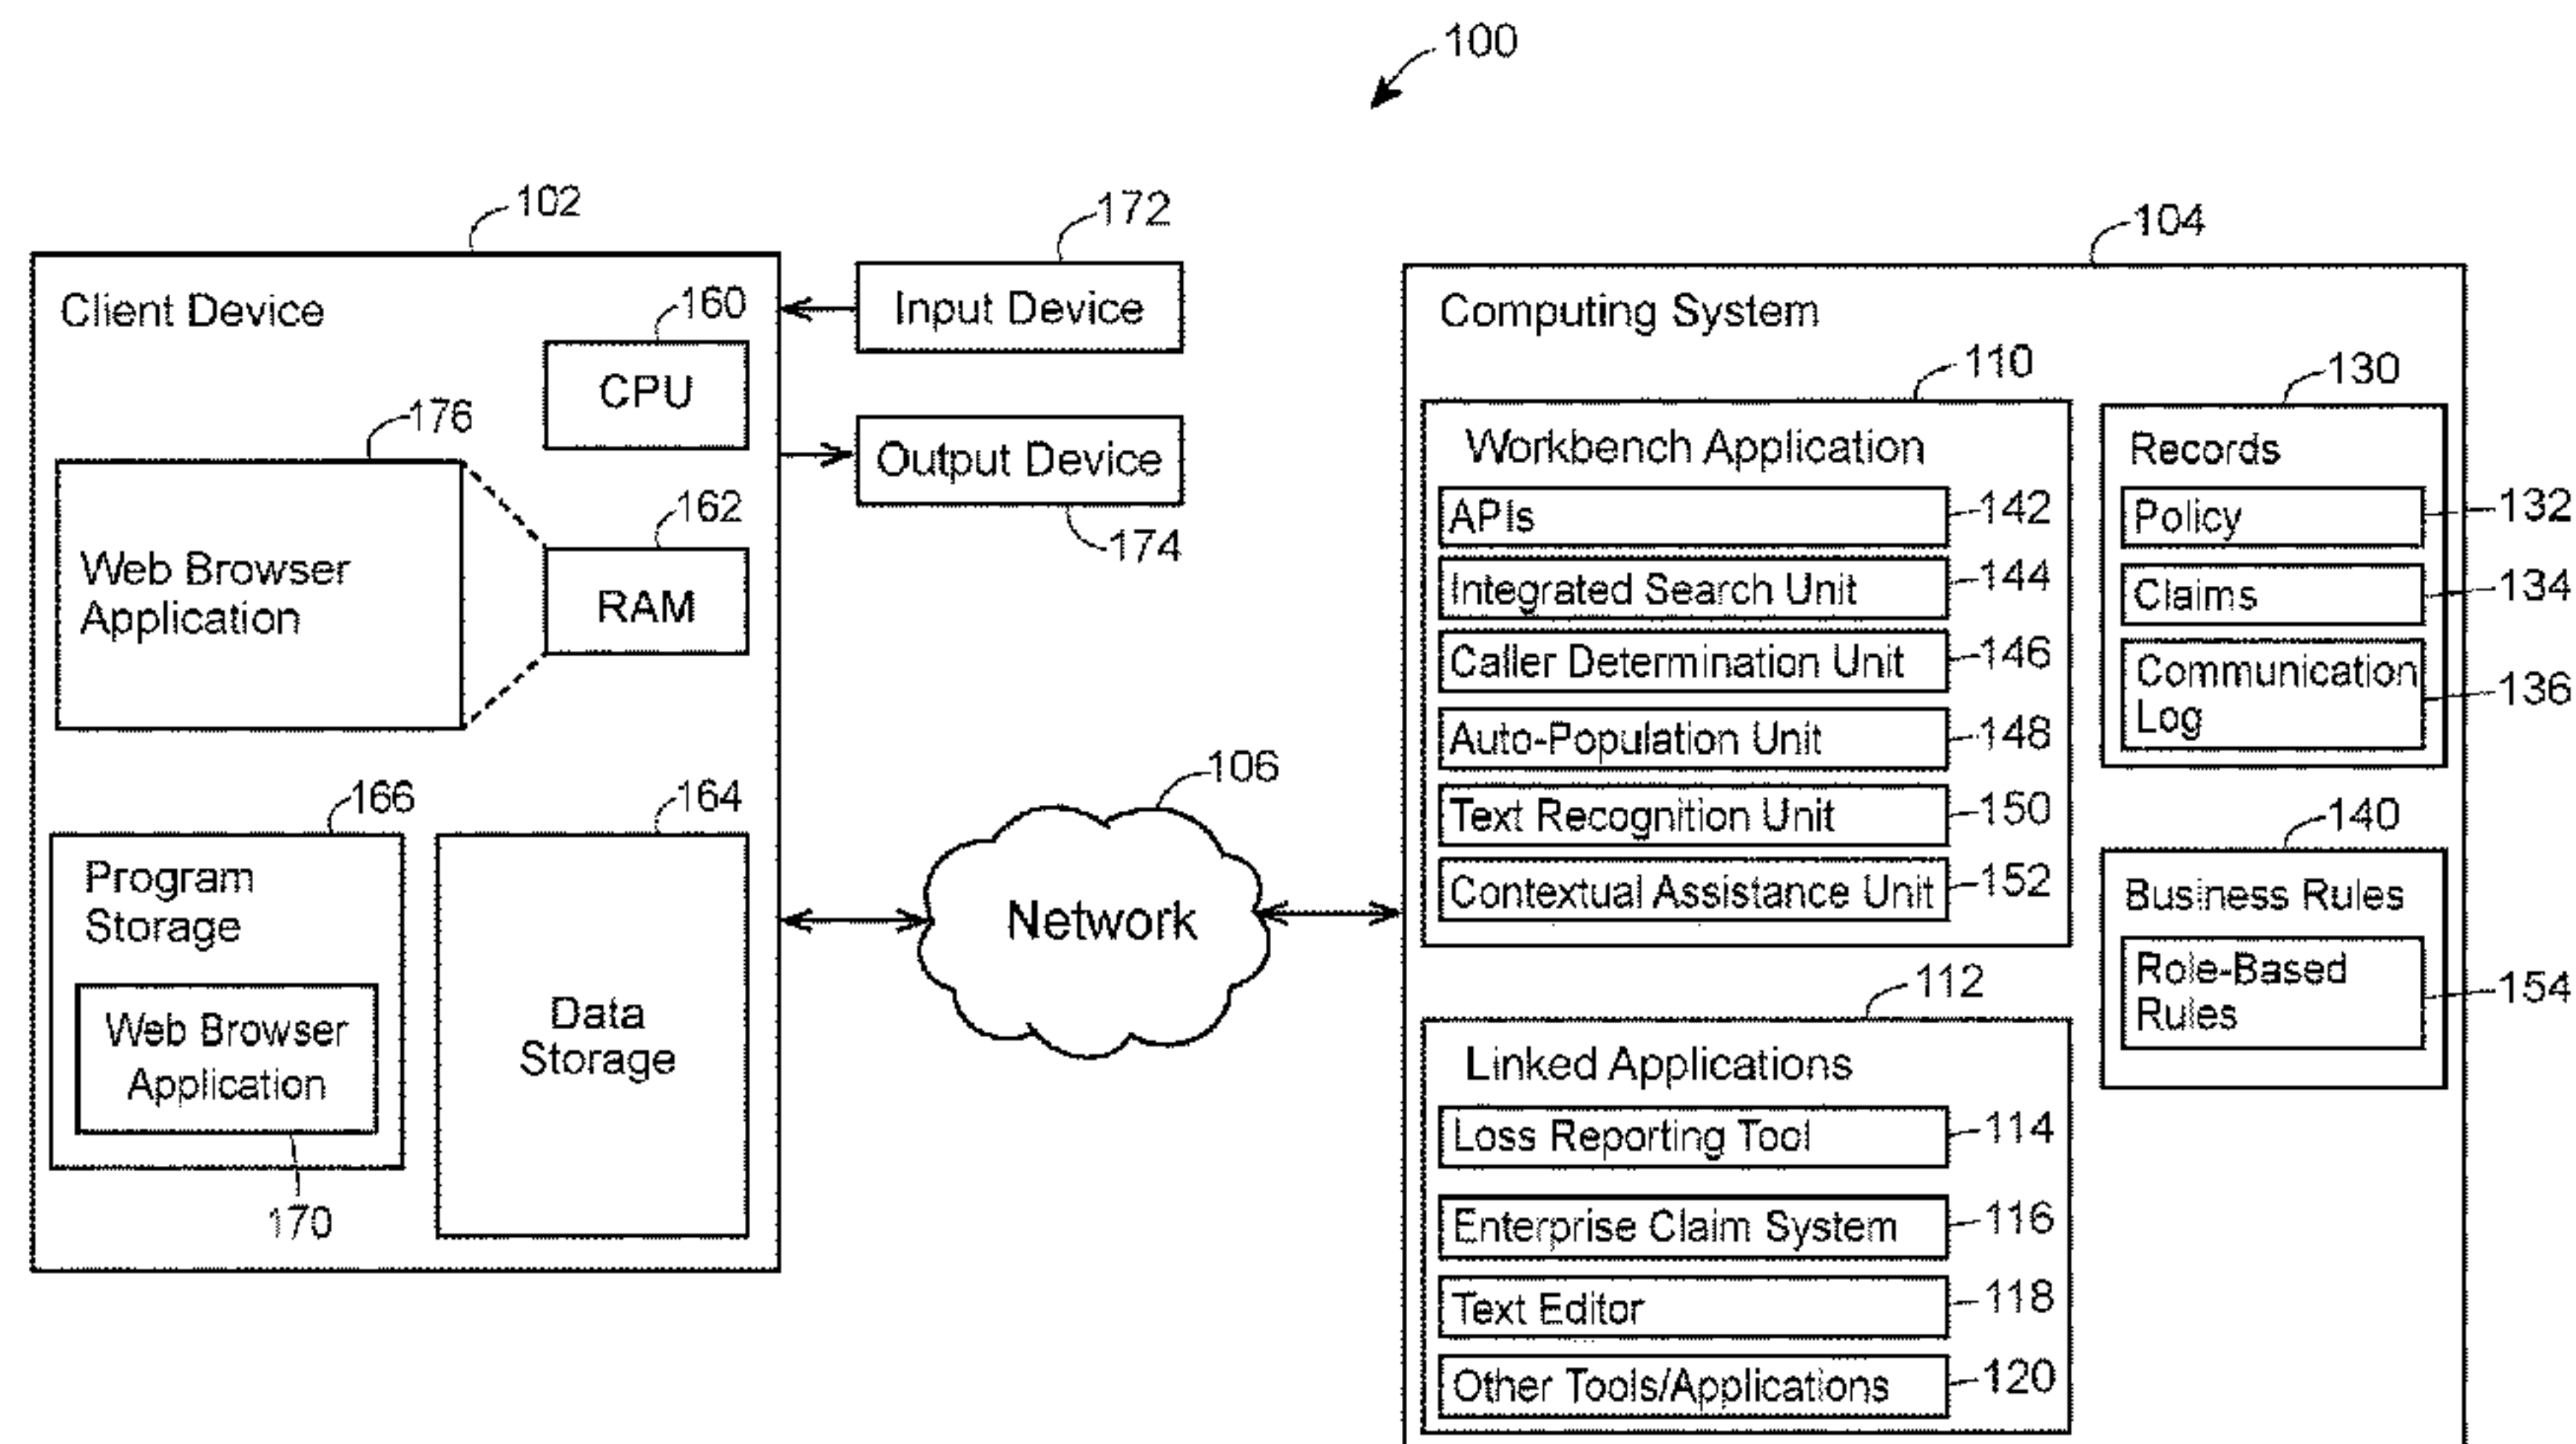 100
102
Client Device
160
CPU
176
Web Browser
Application
162
RAM
166
Program
Storage
Web Browser
Application
170
164
Data
Storage
172
Input Device
Output Device
174
106
Network
104
Computing System
110
Workbench Application
APIs
142
Integrated Search Unit
144
Caller Determination Unit
146
Auto-Population Unit
148
Text Recognition Unit
150
Contextual Assistance Unit
152
112
Linked Applications
Loss Reporting Tool
114
Enterprise Claim System
116
Text Editor
118
Other Tools/Applications
120
130
Records
Policy
132
Claims
134
Communication
Log
136
140
Business Rules
Role-Based
Rules
154